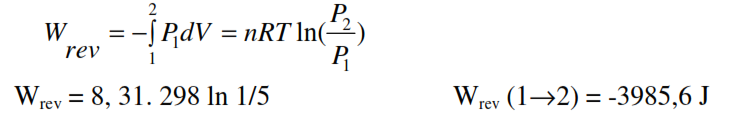 W_rev = -∫₁² P₁dV = nRT ln(P₂/P₁)
W_rev = 8, 31. 298 ln 1/5 W_rev (1→2) = -3985,6 J